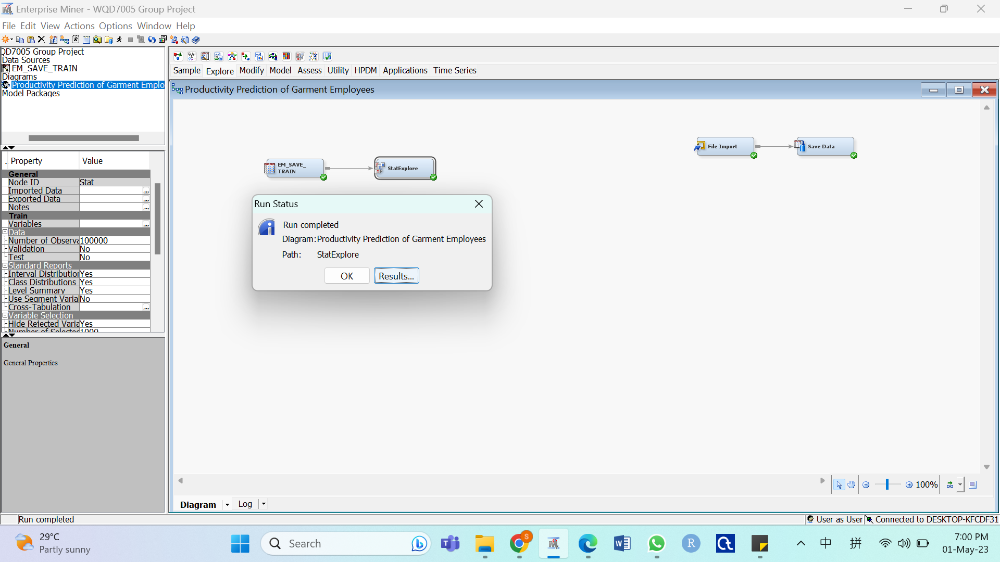 Enterprise Miner - WQD7005 Group Project
File Edit View Actions Options Window Help
QD7005 Group Project
Data Sources
EM_SAVE_TRAIN
Diagrams
Productivity Prediction of Garment Emplo
Model Packages
Sample Explore Modify Model Assess Utility HPDM Applications Time Series
Productivity Prediction of Garment Employees
. Property Value
General
Node ID Stat
Imported Data ...
Exported Data ...
Notes ...
Train
Variables ...
Data
Number of Observa 100000
Validation No
Test No
Standard Reports
Interval Distribution Yes
Class Distributions Yes
Level Summary Yes
Use Segment Varial No
Cross-Tabulation ...
Variable Selection
Hide Rejected Varia Yes
Number of Selected 1000
General
General Properties
EM_SAVE_
TRAIN
StatExplore
File Import
Save Data
Run Status
Run completed
Diagram: Productivity Prediction of Garment Employees
Path: StatExplore
OK Results...
100%
Diagram Log
Run completed
User as User Connected to DESKTOP-KFCDF31
29°C
Partly sunny
Search
S
R
中 拼
7:00 PM
01-May-23